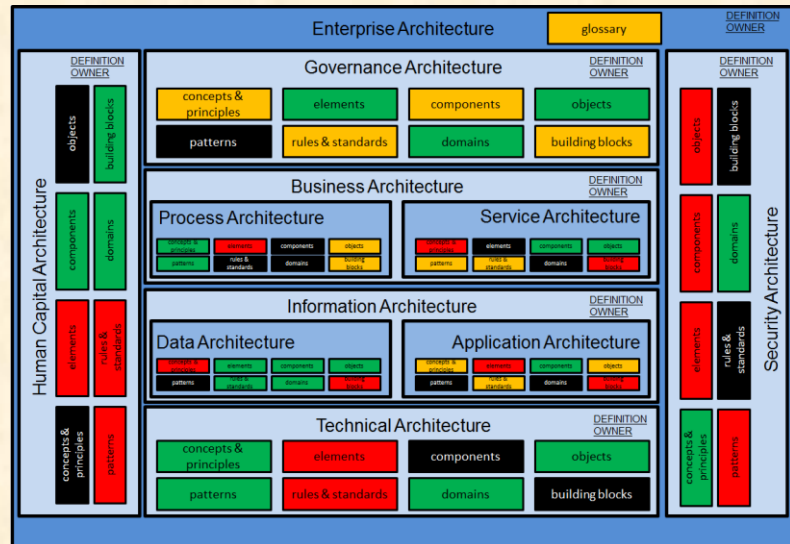 Enterprise Architecture
glossary
DEFINITION
OWNER
Human Capital Architecture
DEFINITION
OWNER
objects
building blocks
components
domains
elements
rules &
standards
concepts &
principles
patterns
Governance Architecture
DEFINITION
OWNER
concepts &
principles
elements
components
objects
patterns
rules & standards
domains
building blocks
Business Architecture
DEFINITION
OWNER
Process Architecture
concepts &
principles
elements
components
objects
patterns
rules &
standards
domains
building
blocks
Service Architecture
concepts &
principles
elements
components
objects
patterns
rules &
standards
domains
building
blocks
Information Architecture
DEFINITION
OWNER
Data Architecture
concepts &
principles
elements
components
objects
patterns
rules &
standards
domains
building
blocks
Application Architecture
concepts &
principles
elements
components
objects
patterns
rules &
standards
domains
building
blocks
Technical Architecture
DEFINITION
OWNER
concepts &
principles
elements
components
objects
patterns
rules & standards
domains
building blocks
Security Architecture
DEFINITION
OWNER
objects
building blocks
components
domains
elements
rules &
standards
concepts &
principles
patterns